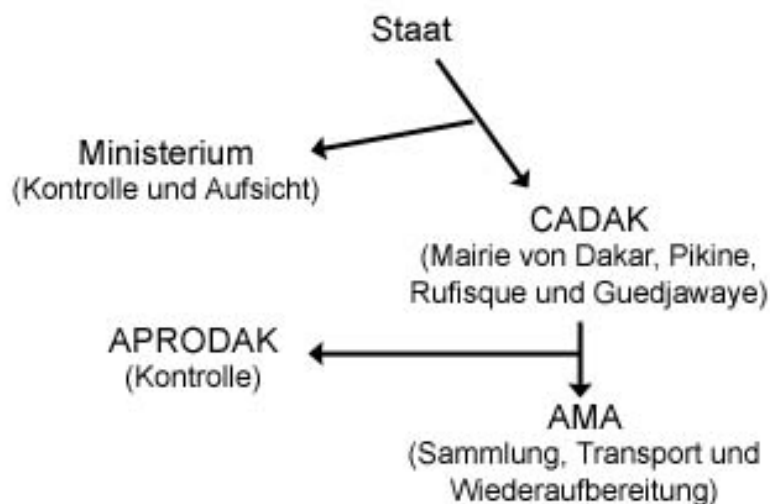 Staat
Ministerium
(Kontrolle und Aufsicht)
CADAK
(Mairie von Dakar, Pikine,
Rufisque und Guedjawaye)
APRODAK
(Kontrolle)
AMA
(Sammlung, Transport und
Wiederaufbereitung)